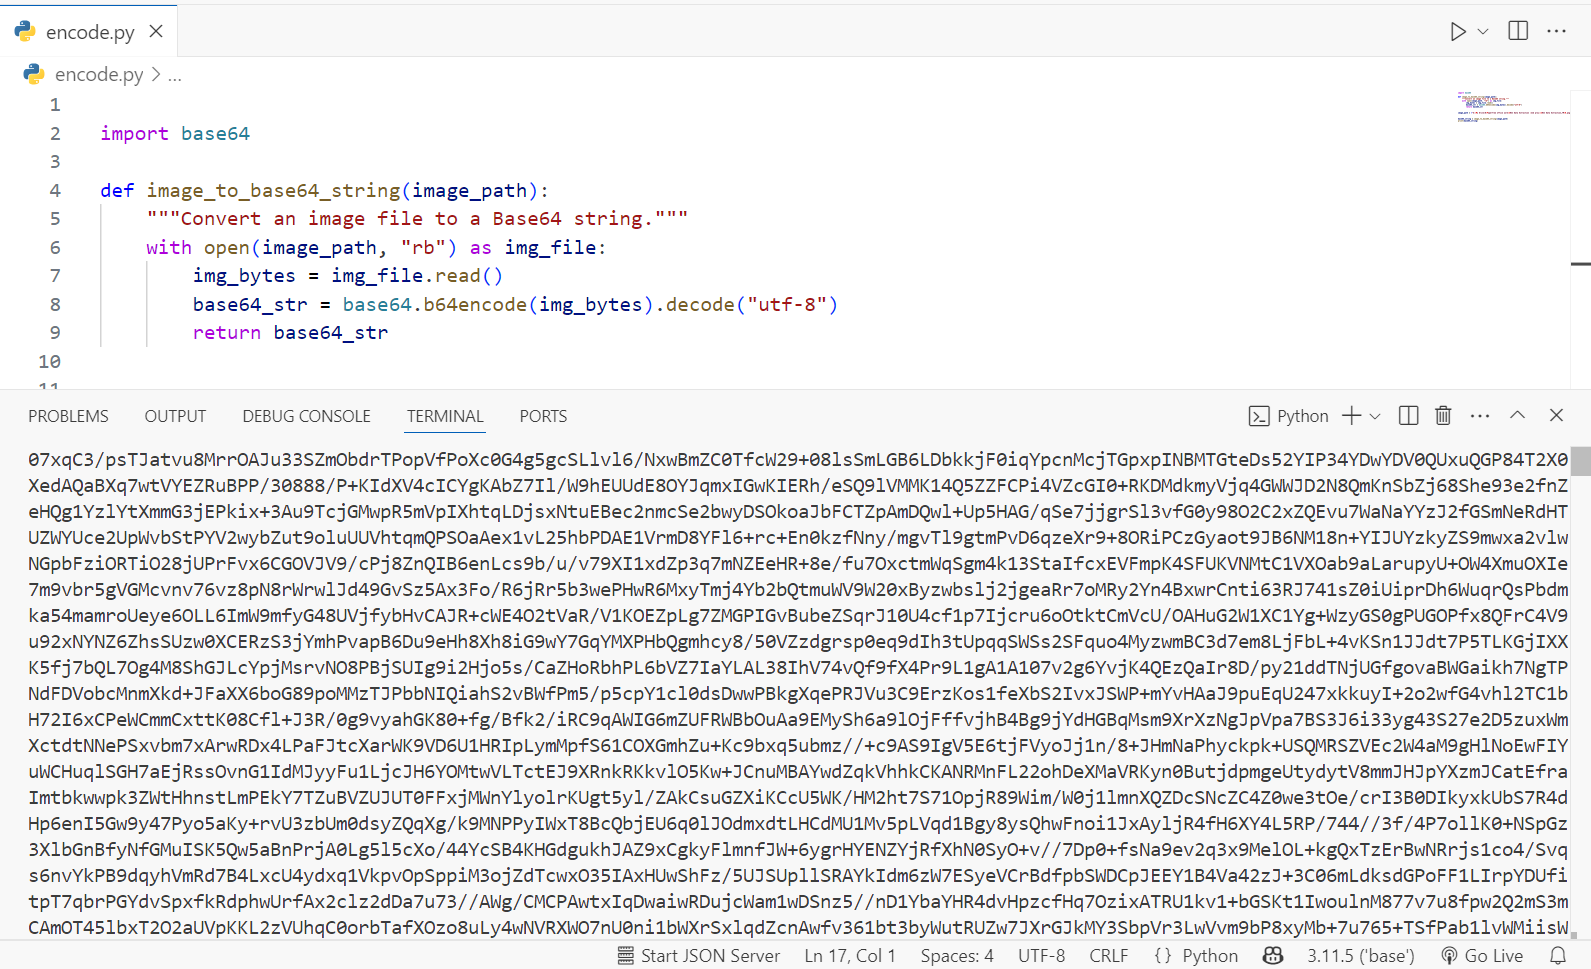 encode.py
encode.py > ...
1
2 import base64
3
4 def image_to_base64_string(image_path):
5 """Convert an image file to a Base64 string."""
6 with open(image_path, "rb") as img_file:
7 img_bytes = img_file.read()
8 base64_str = base64.b64encode(img_bytes).decode("utf-8")
9 return base64_str
10
11
PROBLEMS OUTPUT DEBUG CONSOLE TERMINAL PORTS Python
07xqC3/psTJatvu8MrrOAJu33SZmObdrTPopVfPoXc0G4g5gcSLlvl6/NxwBmZC0TfcW29+08lsSmLGB6LDbkkjF0iqYpcnMcjTGpxpINBMTGteDs52YIP34YDwYDV0QUxuQGP84T2X0
XedAQaBXq7wtVYEZRuBPP/30888/P+KIdXV4cICYgKAbZ7Il/W9hEUUdE8OYJqmxIGwKIERh/eSQ9lVMMK14Q5ZZFCPi4VZcGI0+RKDMdkmyVjq4GWWJD2N8QmKnSbZj68She93e2fnZ
eHQg1YzlYtXmmG3jEPkix+3Au9TcjGMwpR5mVpIXhtqLDjsxNtuEBec2nmcSe2bwyDSOkoaJbFCTZpAmDQwl+Up5HAG/qSe7jjgrSl3vfG0y98O2C2xZQEvu7WaNaYYzJ2fGSmNeRdHT
UZWYUce2UpWvbStPYV2wybZut9oluUUVhtqmQPSOaAex1vL25hbPDAE1VrmD8YFl6+rc+En0kzfNny/mgvTl9gtmPvD6qzeXr9+8ORiPCzGyaot9JB6NM18n+YIJUYzkyZS9mwxa2vlw
NGpbFziORTiO28jUPrFvx6CGOVJV9/cPj8ZnQIB6enLcs9b/u/v79XI1xdZp3q7mNZEeHR+8e/fu7OxctmWqSgm4k13StaIfcxEVFmpK4SFUKVNMtC1VXOab9aLarupyU+OW4XmuOXIe
7m9vbr5gVGMcvnv76vz8pN8rWrwlJd49GvSz5Ax3Fo/R6jRr5b3wePHwR6MxyTmj4Yb2bQtmuWV9W20xByzwbslj2jgeaRr7oMRy2Yn4BxwrCnti63RJ741sZ0iUiprDh6WuqrQsPbdm
ka54mamroUeye6OLL6ImW9mfyG48UVjfybHvCAJR+cWE4O2tVaR/V1KOEZpLg7ZMGPIGvBubeZSqrJ10U4cf1p7Ijcru6oOtktCmVcU/OAHuG2W1XC1Yg+WzyGS0gPUGOPfx8QFrC4V9
u92xNYNZ6ZhsSUzw0XCERzS3jYmhPvapB6Du9eHh8Xh8iG9wY7GqYMXPHbQgmhcy8/50VZzdgrsp0eq9dIh3tUpqqSWSs2SFquo4MyzwmBC3d7em8LjFbL+4vKSn1JJdt7P5TLKGjIXX
K5fj7bQL7Og4M8ShGJLcYpjMsrvNO8PBjSUIg9i2Hjo5s/CaZHoRbhPL6bVZ7IaYLAL38IhV74vQf9fX4Pr9L1gA1A107v2g6YvjK4QEzQaIr8D/py21ddTNjUGfgovaBWGaikh7NgTP
NdFDVobcMnmXkd+JFaXX6boG89poMMzTJPbbNIQiahS2vBWfPm5/p5cpY1cl0dsDwwPBkgXqePRJVu3C9ErzKos1feXbS2IvxJSWP+mYvHAaJ9puEqU247xkkuyI+2o2wfG4vhl2TC1b
H72I6xCPeWCmmCxttK08Cfl+J3R/0g9vyahGK80+fg/Bfk2/iRC9qAWIG6mZUFRWBbOuAa9EMySh6a9lOjFffvjhB4Bg9jYdHGBqMsm9XrXzNgJpVpa7BS3J6i33yg43S27e2D5zuxWm
XctdtNNePSxvbm7xArwRDx4LPaFJtcXarWK9VD6U1HRIpLymMpfS61COXGmhZu+Kc9bxq5ubmz//+c9AS9IgV5E6tjFVyoJj1n/8+JHmNaPhyckpk+USQMRSZVEc2W4aM9gHlNoEwFIY
uWCHuqlSGH7aEjRssOvnG1IdMJyyFu1LjcJH6YOMtwVLTctEJ9XRnkRKkvlO5Kw+JCnuMBAYwdZqkVhhkCKANRMnFL22ohDeXMaVRKyn0ButjdpmgeUtydytV8mmJHJpYXzmJCatEfra
Imtbkwwpk3ZWtHhnstLmPEkY7TZuBVZUJUT0FFxjMWnYlyolrKUgt5yl/ZAkCsuGZXiKCcU5WK/HM2ht7S71OpjR89Wim/W0j1lmnXQZDcSNcZC4Z0we3tOe/crI3B0DIkyxkUbS7R4d
Hp6enI5Gw9y47Pyo5aKy+rvU3zbUm0dsyZQqXg/k9MNPPyIWxT8BcQbjEU6q0lJOdmxdtLHCdMU1Mv5pLVqd1Bgy8ysQhwFnoi1JxAyljR4fH6XY4L5RP/744//3f/4P7ollK0+NSpGz
3XlbGnBfyNfGMuISK5Qw5aBnPrjA0Lg5l5cXo/44YcSB4KHGdgukhJAZ9xCgkyFlmnfJW+6ygrHYENZYjRfXhN0SyO+v//7Dp0+fsNa9ev2q3x9MelOL+kgQxTzErBwNRrjs1co4/Svq
s6nvYkPB9dqyhVmRd7B4LxcU4ydxq1VkpvOpSppiM3ojZdTcwxO35IAxHUwShFz/5UJSUpllSRAYkIdm6zW7ESyeVCrBdfpbSWDCpJEEY1B4Va42zJ+3C06mLdksdGPoFF1LIrpYDUfi
tpT7qbrPGYdvSpxfkRdphwUrfAx2clz2dDa7u73//AWg/CMCPAwtxIqDwaiwRDujcWam1wDSnz5//nD1YbaYHR4dvHpzcfHq7OzixATRU1kv1+bGSKt1IwoulnM877v7u8fpw2Q2mS3m
CAmOT45lbxT2O2aUVpKKL2zVUhqC0orbTafXOzo8uLy4wNVRXWO7nU0ni1bWXrSxlqdZcnAwfv361bt3byWutRUZw7JXrGJkMY3SbpVr3LwVvm9bP8xyMb+7u765+TSfPab1lvWMiisW
Start JSON Server Ln 17, Col 1 Spaces: 4 UTF-8 CRLF {} Python 3.11.5 ('base') Go Live